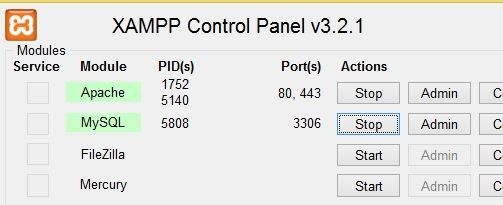 XAMPP Control Panel v3.2.1
Modules
Service Module PID(s) Port(s) Actions
Apache 1752 5140 80, 443 Stop Admin
MySQL 5808 3306 Stop Admin
FileZilla Start Admin
Mercury Start Admin